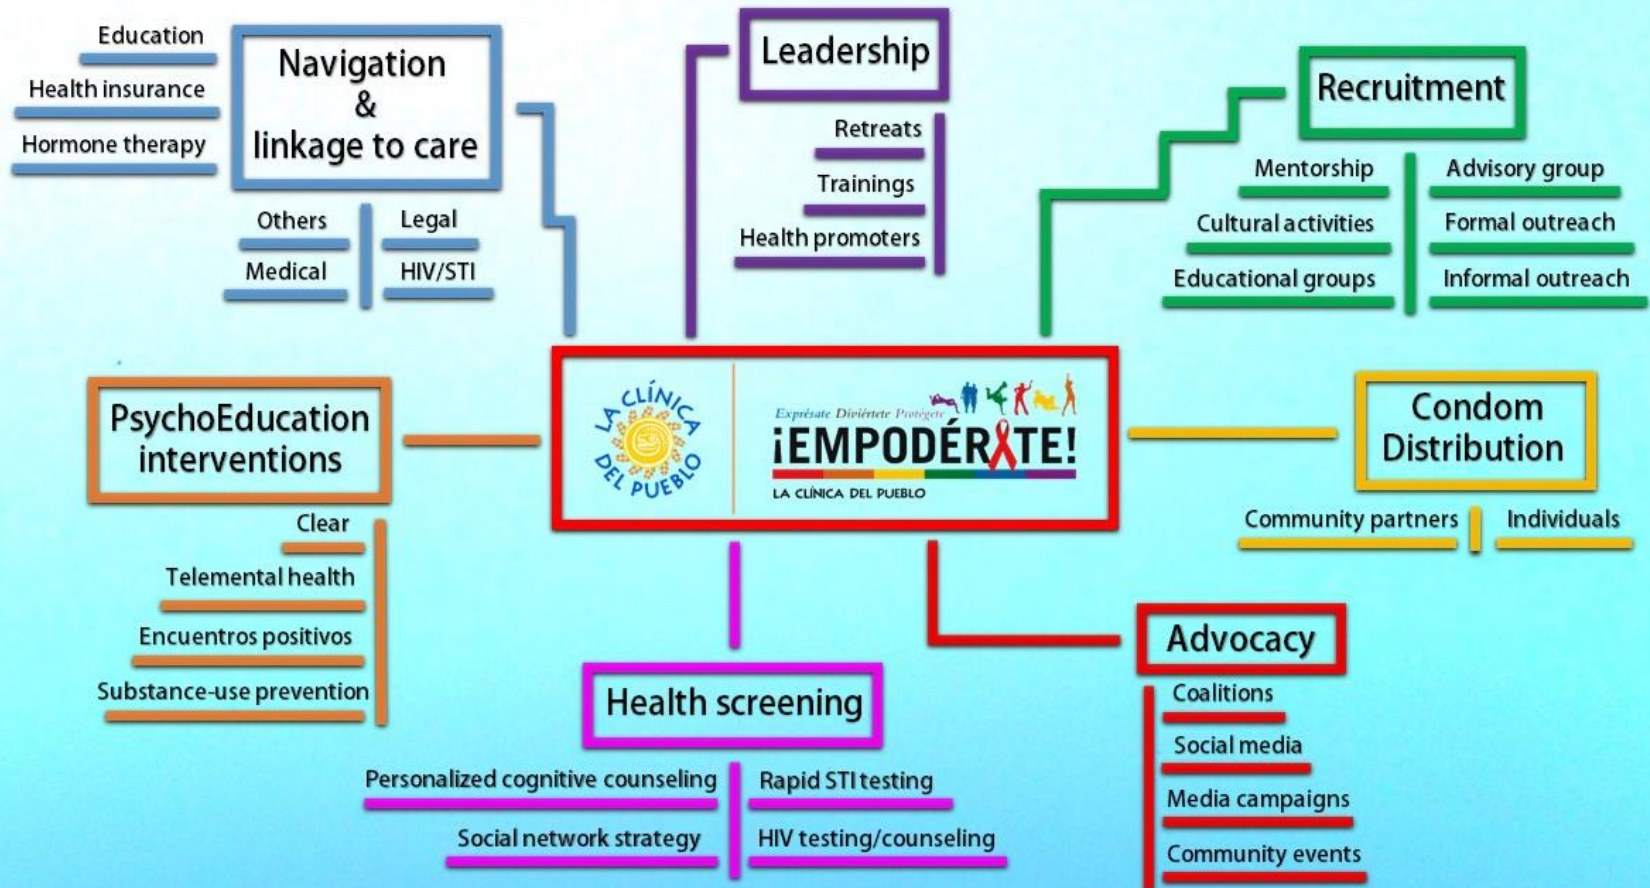 Education
Health insurance
Hormone therapy
Navigation
&
linkage to care
Others
Legal
Medical
HIV/STI
Leadership
Retreats
Trainings
Health promoters
Recruitment
Mentorship
Advisory group
Cultural activities
Formal outreach
Educational groups
Informal outreach
PsychoEducation
interventions
Clear
Telemental health
Encuentros positivos
Substance-use prevention
LA CLÍNICA
DEL PUEBLO
Exprésate Diviértete Protégete
¡EMPODÉRATE!
LA CLÍNICA DEL PUEBLO
Condom
Distribution
Community partners
Individuals
Health screening
Personalized cognitive counseling
Rapid STI testing
Social network strategy
HIV testing/counseling
Advocacy
Coalitions
Social media
Media campaigns
Community events